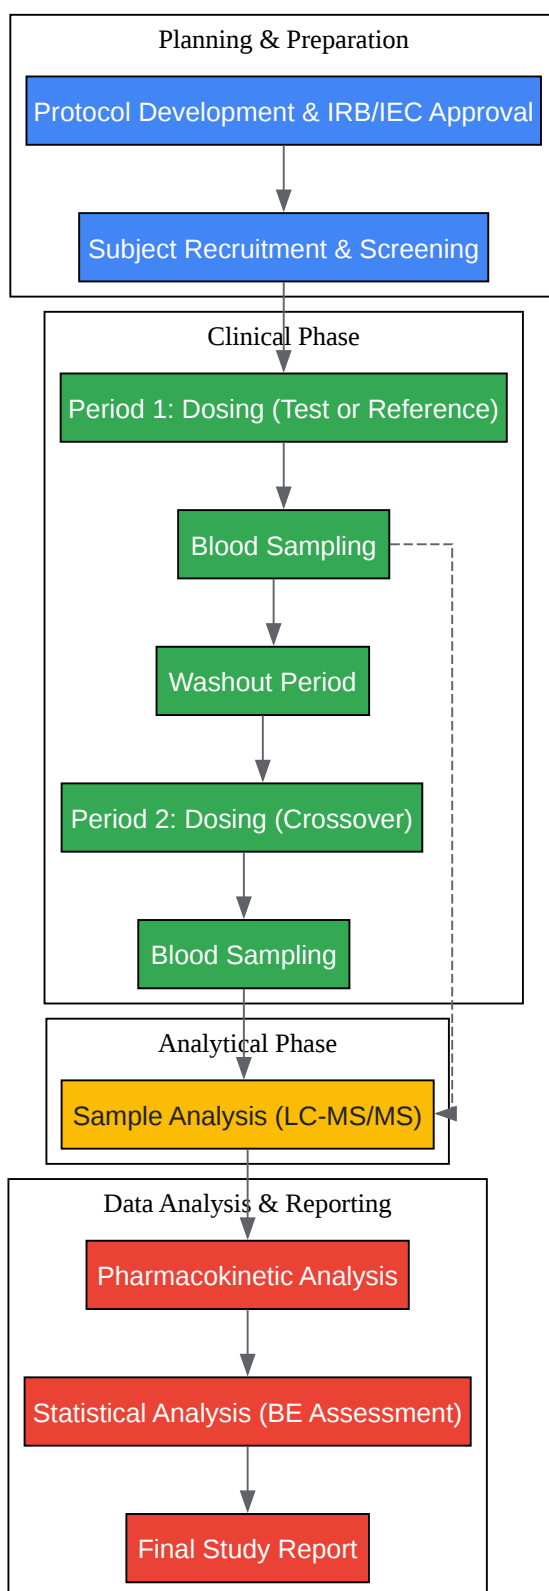 Planning & Preparation
Protocol Development & IRB/IEC Approval
Subject Recruitment & Screening
Clinical Phase
Period 1: Dosing (Test or Reference)
Blood Sampling
Washout Period
Period 2: Dosing (Crossover)
Blood Sampling
Analytical Phase
Sample Analysis (LC-MS/MS)
Data Analysis & Reporting
Pharmacokinetic Analysis
Statistical Analysis (BE Assessment)
Final Study Report